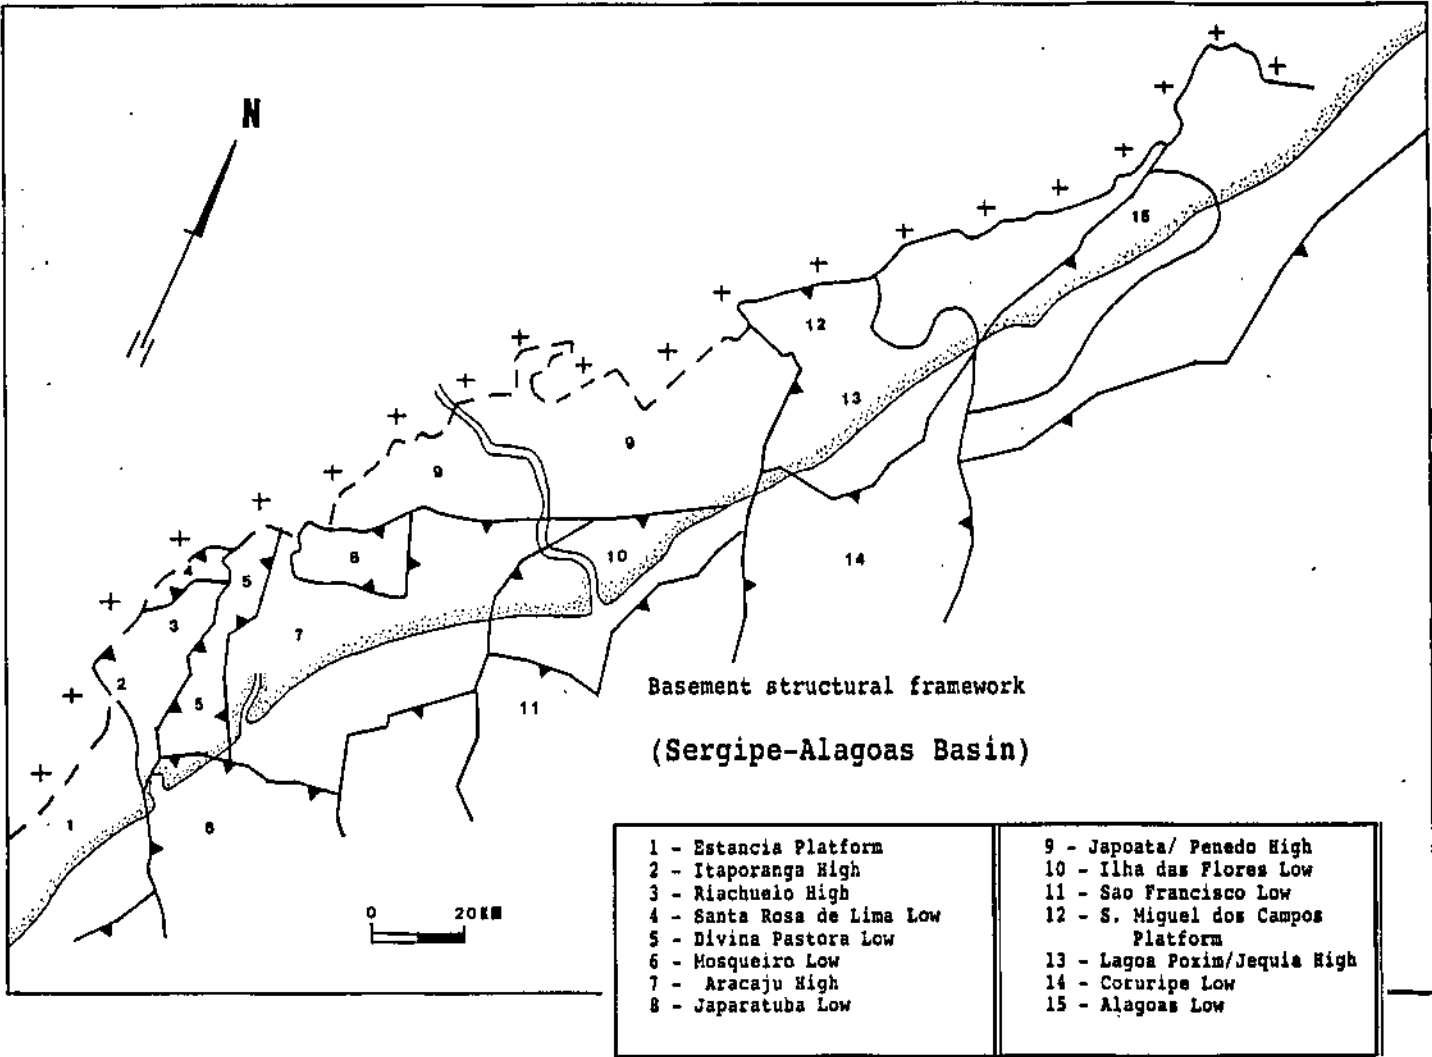 N
15
12
13
9
9
10
14
6
4
5
3
7
2
5
11
1
8
Basement structural framework
(Sergipe-Alagoas Basin)
0 20KM
1 - Estancia Platform
2 - Itaporanga High
3 - Riachuelo High
4 - Santa Rosa de Lima Low
5 - Divina Pastora Low
6 - Mosqueiro Low
7 - Aracaju High
8 - Japaratuba Low
9 - Japoata/ Penedo High
10 - Ilha das Flores Low
11 - Sao Francisco Low
12 - S. Miguel dos Campos
Platform
13 - Lagoa Poxim/Jequia High
14 - Coruripe Low
15 - Alagoas Low